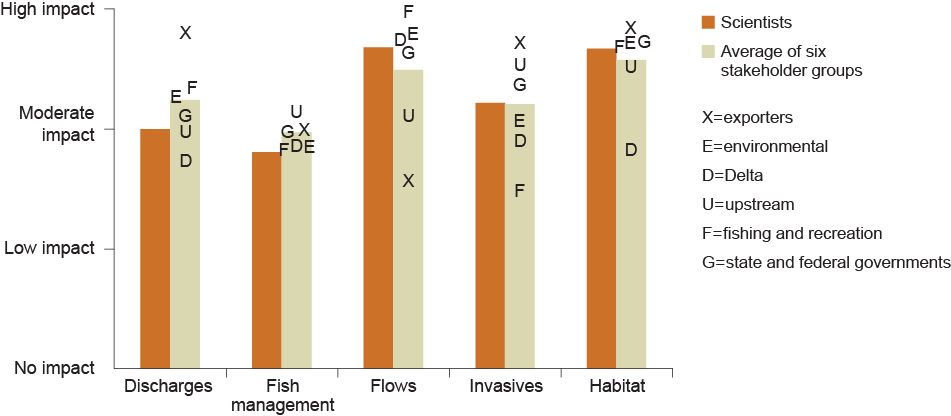 High impact
Moderate
impact
Low impact
No impact
X
F
E
G
U
D
U
G
X
F
D
E
F
E
D
G
U
X
X
U
G
E
D
F
X
E
G
F
U
D
Discharges
Fish
management
Flows
Invasives
Habitat
Scientists
Average of six
stakeholder groups
X=exporters
E=environmental
D=Delta
U=upstream
F=fishing and recreation
G=state and federal governments